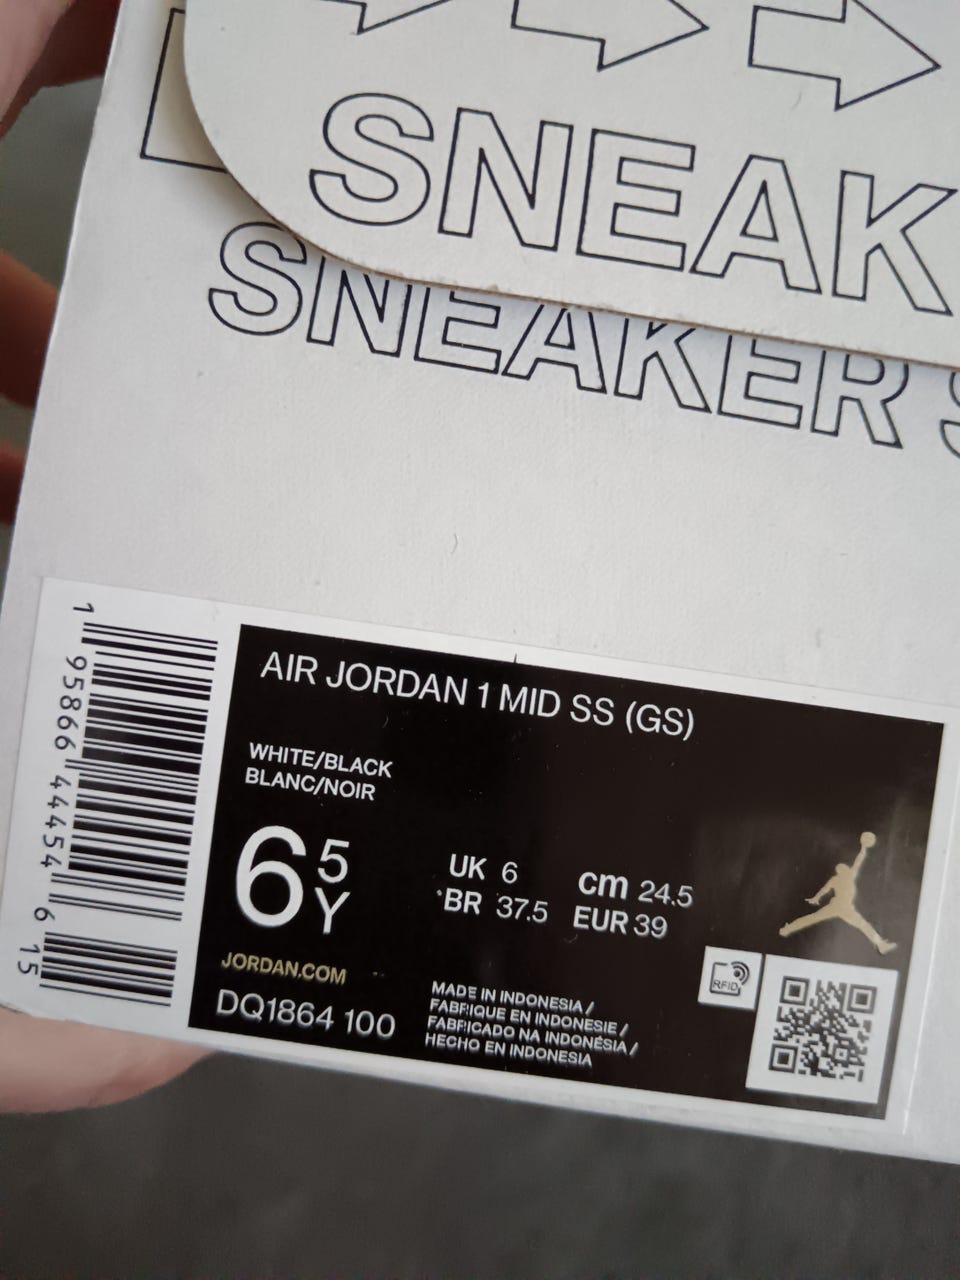 SNEAK
SNEAKER S
AIR JORDAN 1 MID SS (GS)
WHITE/BLACK
BLANC/NOIR
6 5Y
UK 6
cm 24.5
BR 37.5
EUR 39
JORDAN.COM
DQ1864 100
MADE IN INDONESIA /
FABRIQUE EN INDONESIE /
FABRICADO NA INDONÉSIA /
HECHO EN INDONESIA
RFID
1 95866 44454 6 15